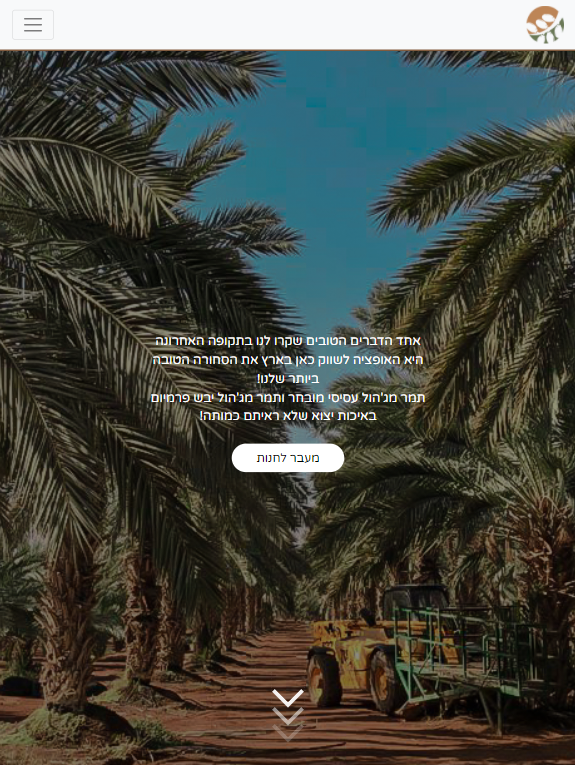 אחד הדברים הטובים שקרו לנו בתקופה האחרונה
היא האופציה לשווק כאן בארץ את הסחורה הטובה
ביותר שלנו!
תמר מג'הול עסיסי מובחר ותמר מג'הול יבש פרמיום
באיכות יצוא שלא ראיתם כמותה!
מעבר לחנות